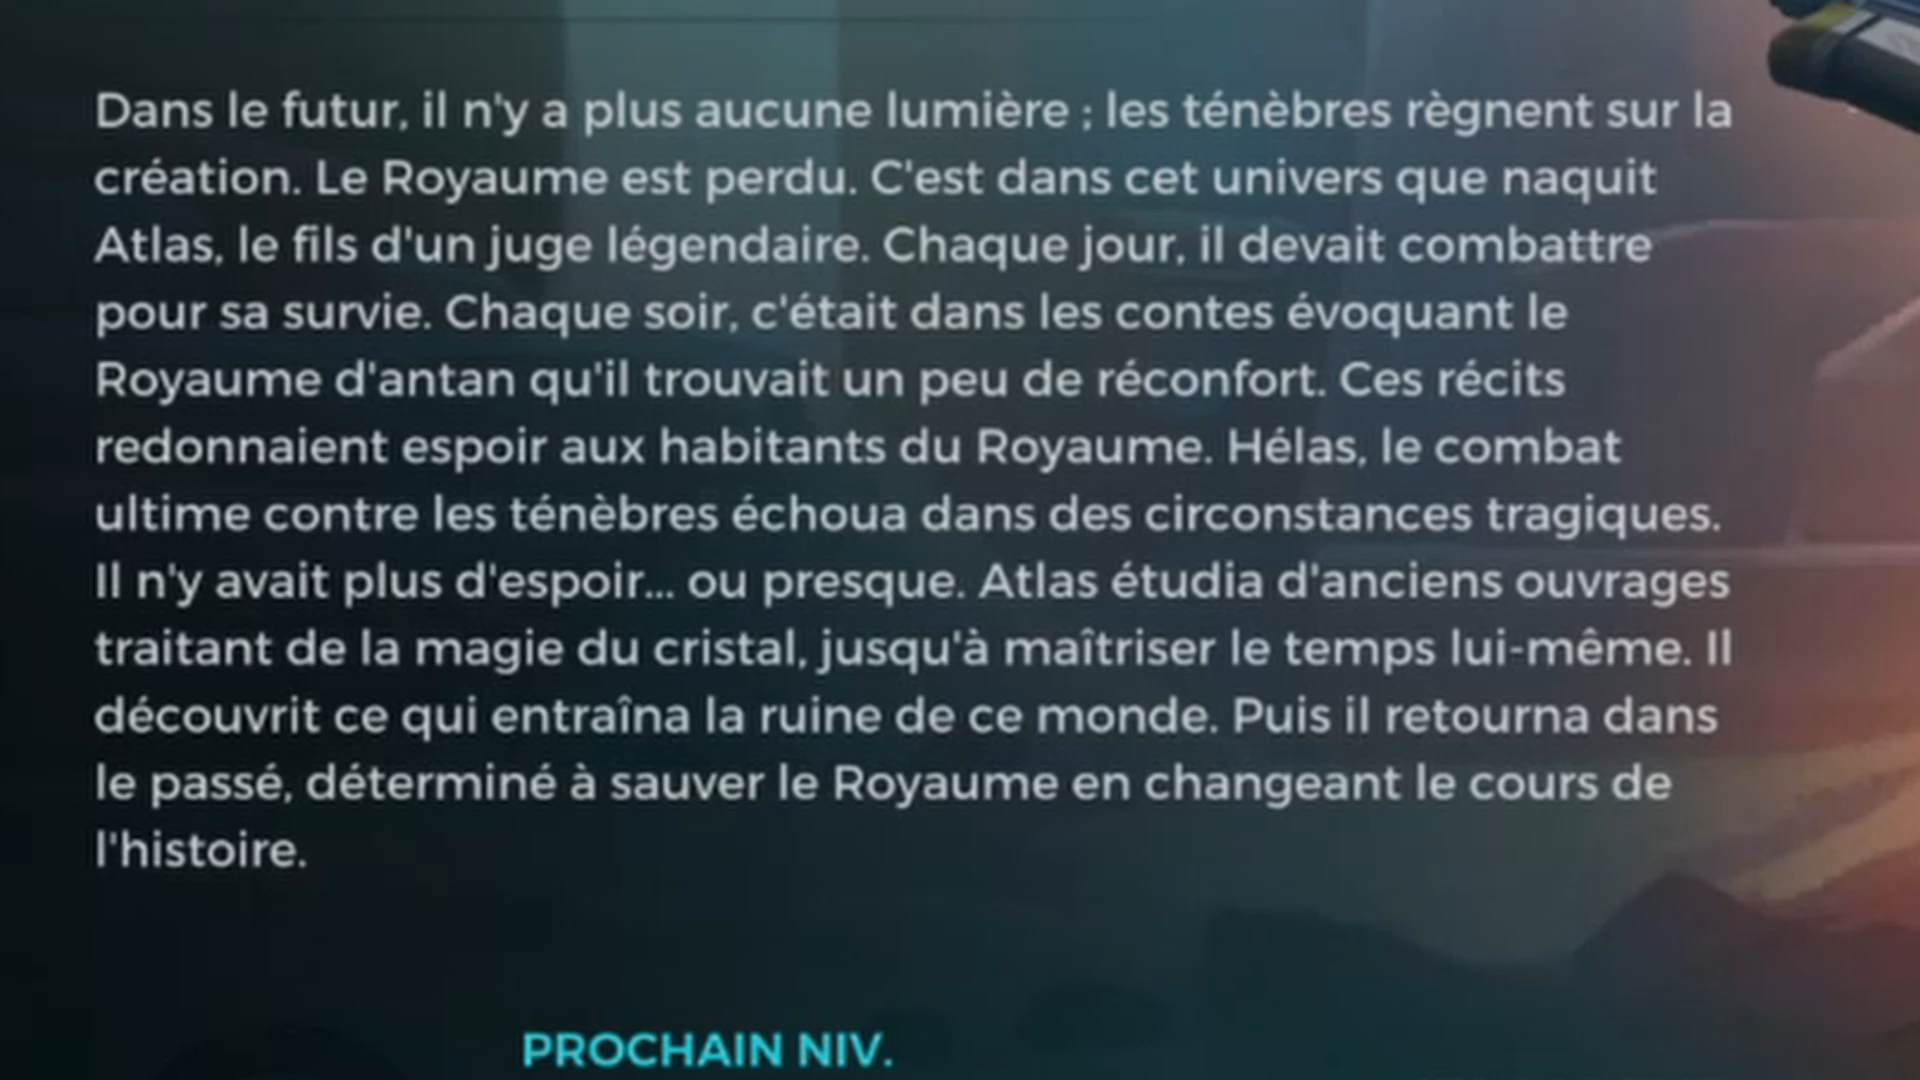 Dans le futur, il n'y a plus aucune lumière ; les ténèbres règnent sur la
création. Le Royaume est perdu. C'est dans cet univers que naquit
Atlas, le fils d'un juge légendaire. Chaque jour, il devait combattre
pour sa survie. Chaque soir, c'était dans les contes évoquant le
Royaume d'antan qu'il trouvait un peu de réconfort. Ces récits
redonnaient espoir aux habitants du Royaume. Hélas, le combat
ultime contre les ténèbres échoua dans des circonstances tragiques.
Il n'y avait plus d'espoir... ou presque. Atlas étudia d'anciens ouvrages
traitant de la magie du cristal, jusqu'à maîtriser le temps lui-même. Il
découvrit ce qui entraîna la ruine de ce monde. Puis il retourna dans
le passé, déterminé à sauver le Royaume en changeant le cours de
l'histoire.
PROCHAIN NIV.